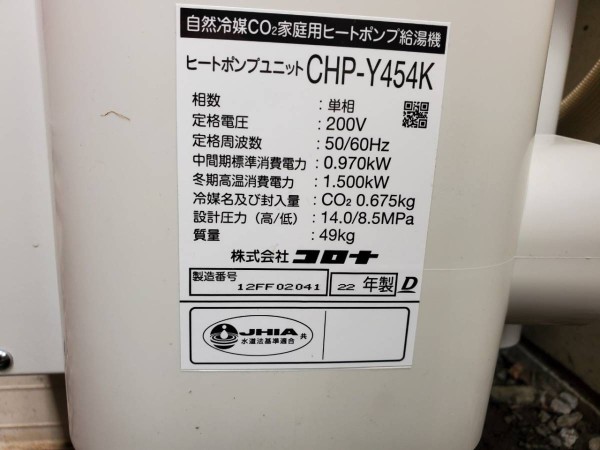 自然冷媒CO₂家庭用ヒートポンプ給湯機
ヒートポンプユニット CHP-Y454K
相数 : 単相
定格電圧 : 200V
定格周波数 : 50/60Hz
中間期標準消費電力 : 0.970kW
冬期高温消費電力 : 1.500kW
冷媒名及び封入量 : CO₂ 0.675kg
設計圧力（高/低） : 14.0/8.5MPa
質量 : 49kg
株式会社 コロナ
製造番号 12FF02041 22 年製 D
JHIA 共
水道法基準適合